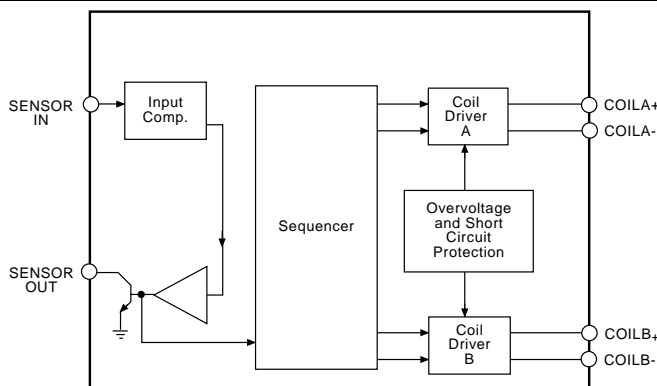 SENSOR
IN
Input
Comp.
Coil
Driver
A
COILA+
COILA-
Sequencer
Overvoltage
and Short
Circuit
Protection
SENSOR
OUT
Coil
Driver
B
COILB+
COILB-